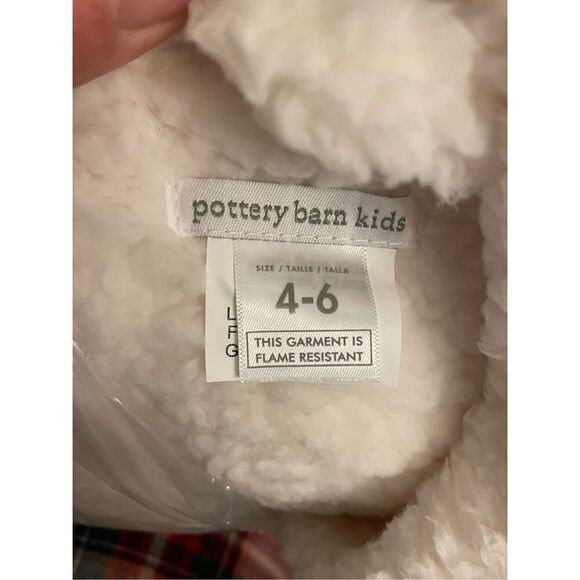 pottery barn kids
SIZE / TAILLE / TALLA
4-6
L
F
G
THIS GARMENT IS
FLAME RESISTANT